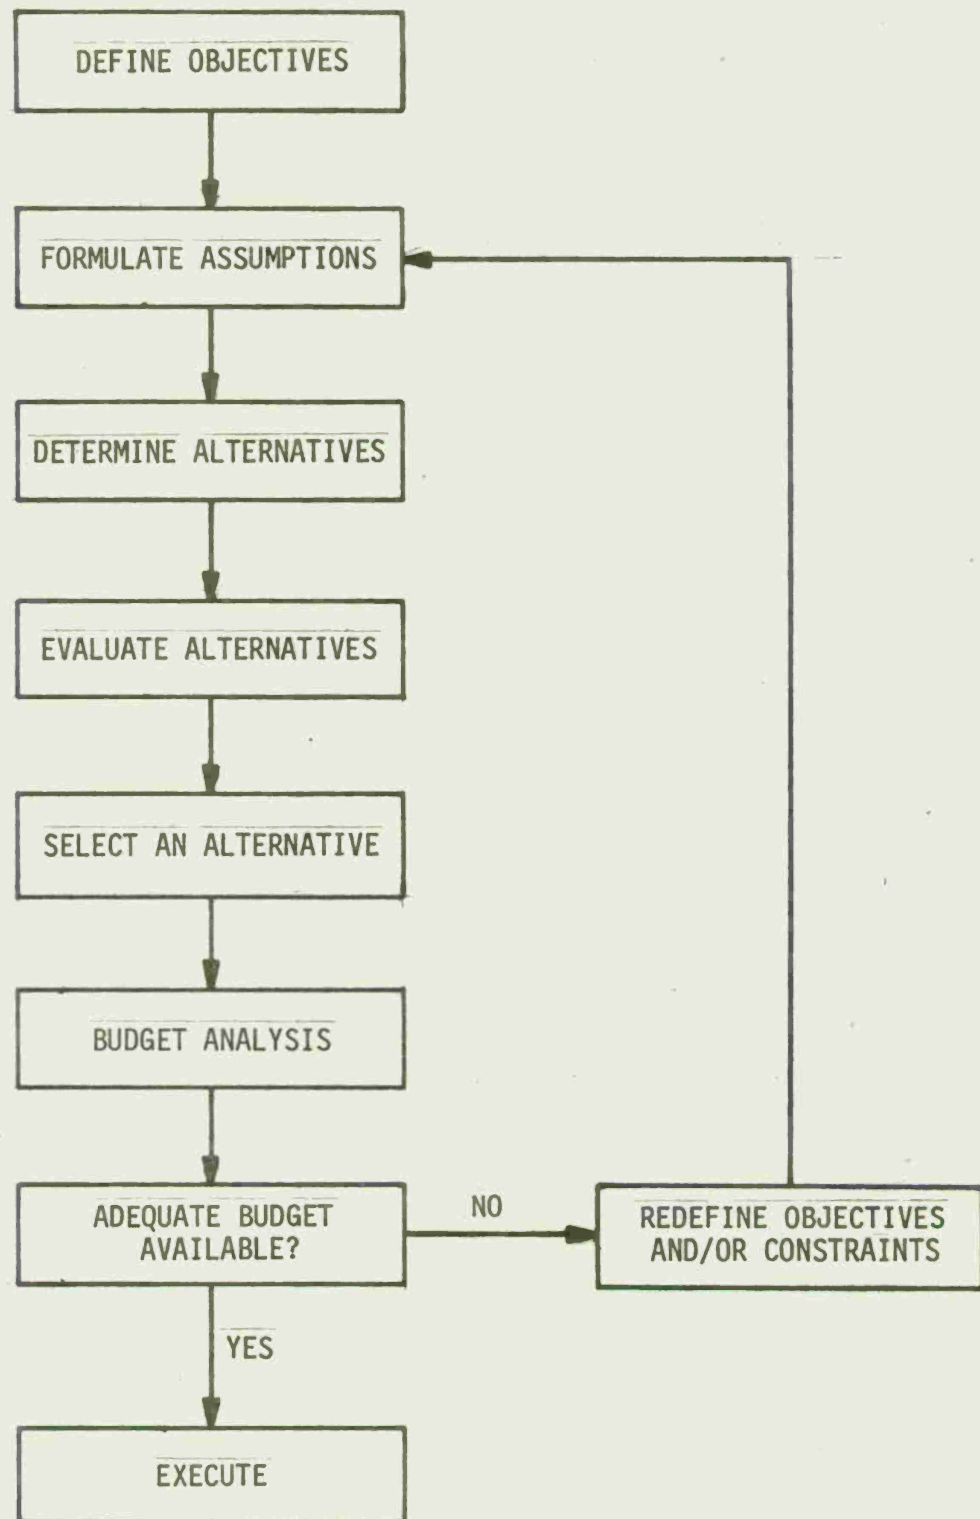 DEFINE OBJECTIVES
FORMULATE ASSUMPTIONS
DETERMINE ALTERNATIVES
EVALUATE ALTERNATIVES
SELECT AN ALTERNATIVE
BUDGET ANALYSIS
ADEQUATE BUDGET
AVAILABLE?
NO
REDEFINE OBJECTIVES
AND/OR CONSTRAINTS
YES
EXECUTE